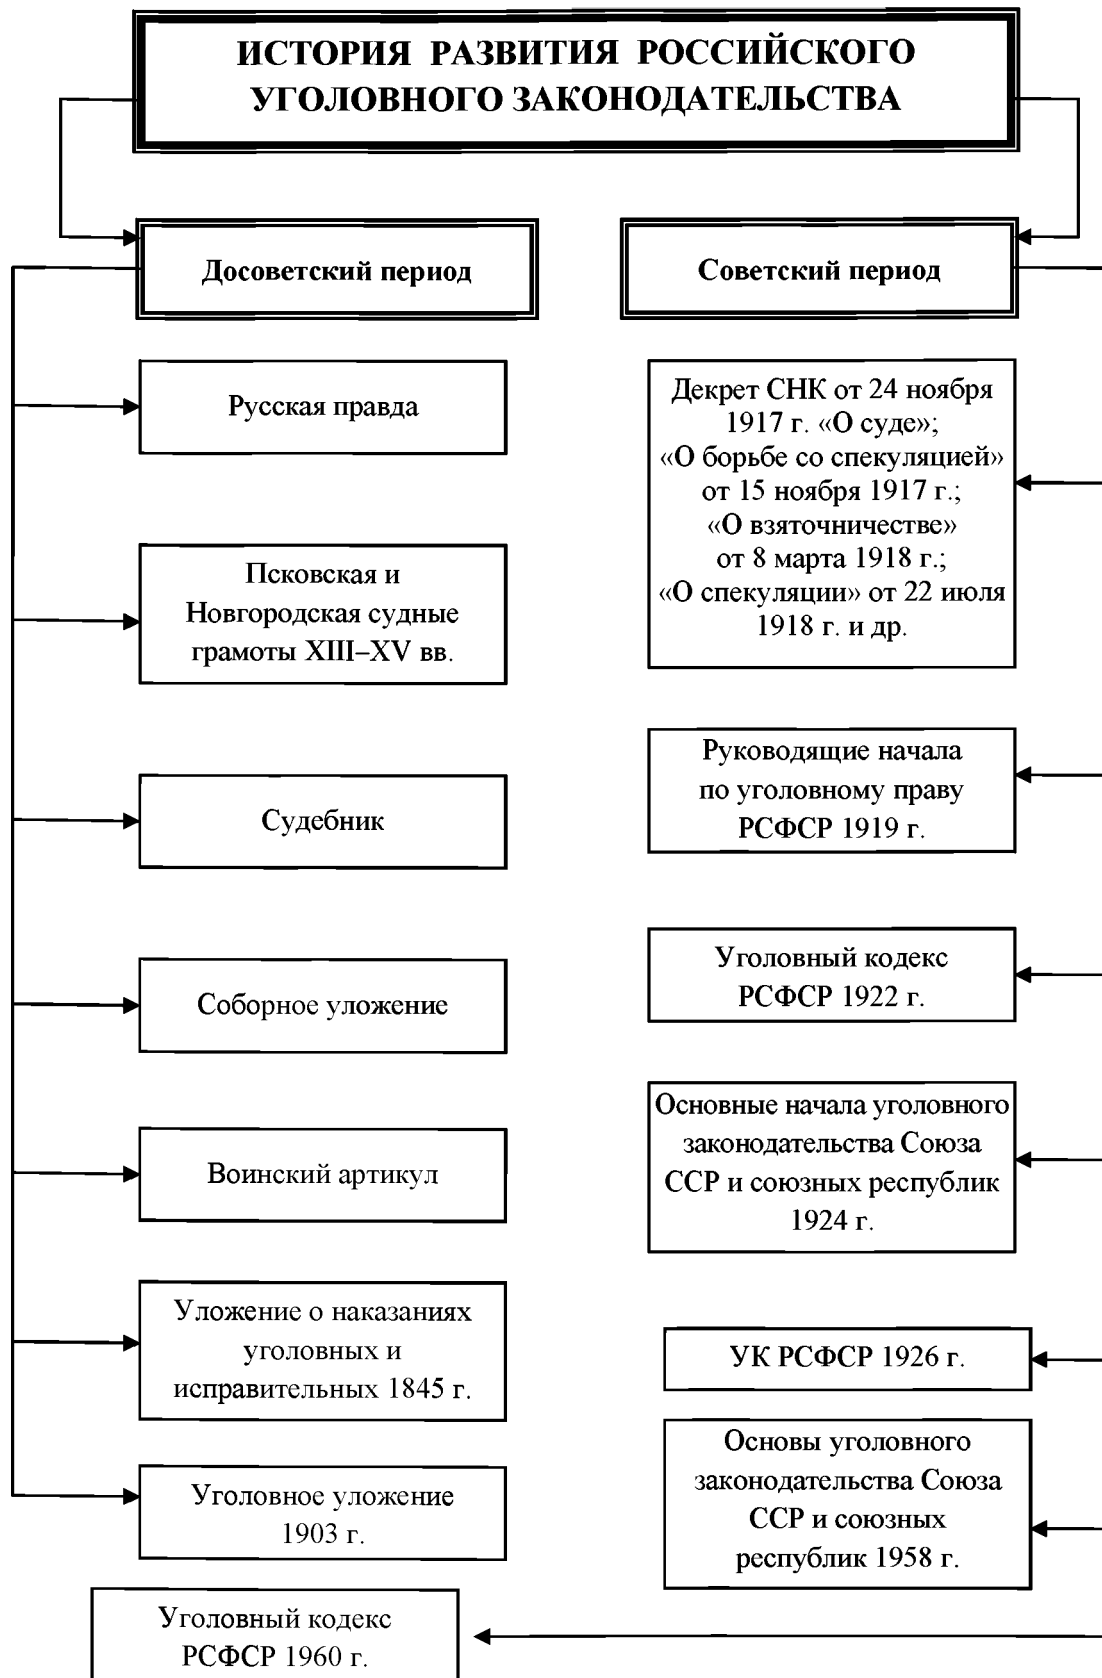 ИСТОРИЯ РАЗВИТИЯ РОССИЙСКОГО
УГОЛОВНОГО ЗАКОНОДАТЕЛЬСТВА
Досоветский период
Русская правда
Псковская и
Новгородская судные
грамоты XIII–XV вв.
Судебник
Соборное уложение
Воинский артикул
Уложение о наказаниях
уголовных и
исправительных 1845 г.
Уголовное уложение
1903 г.
Советский период
Декрет СНК от 24 ноября
1917 г. «О суде»;
«О борьбе со спекуляцией»
от 15 ноября 1917 г.;
«О взяточничестве»
от 8 марта 1918 г.;
«О спекуляции» от 22 июля
1918 г. и др.
Руководящие начала
по уголовному праву
РСФСР 1919 г.
Уголовный кодекс
РСФСР 1922 г.
Основные начала уголовного
законодательства Союза
ССР и союзных республик
1924 г.
УК РСФСР 1926 г.
Основы уголовного
законодательства Союза
ССР и союзных
республик 1958 г.
Уголовный кодекс
РСФСР 1960 г.